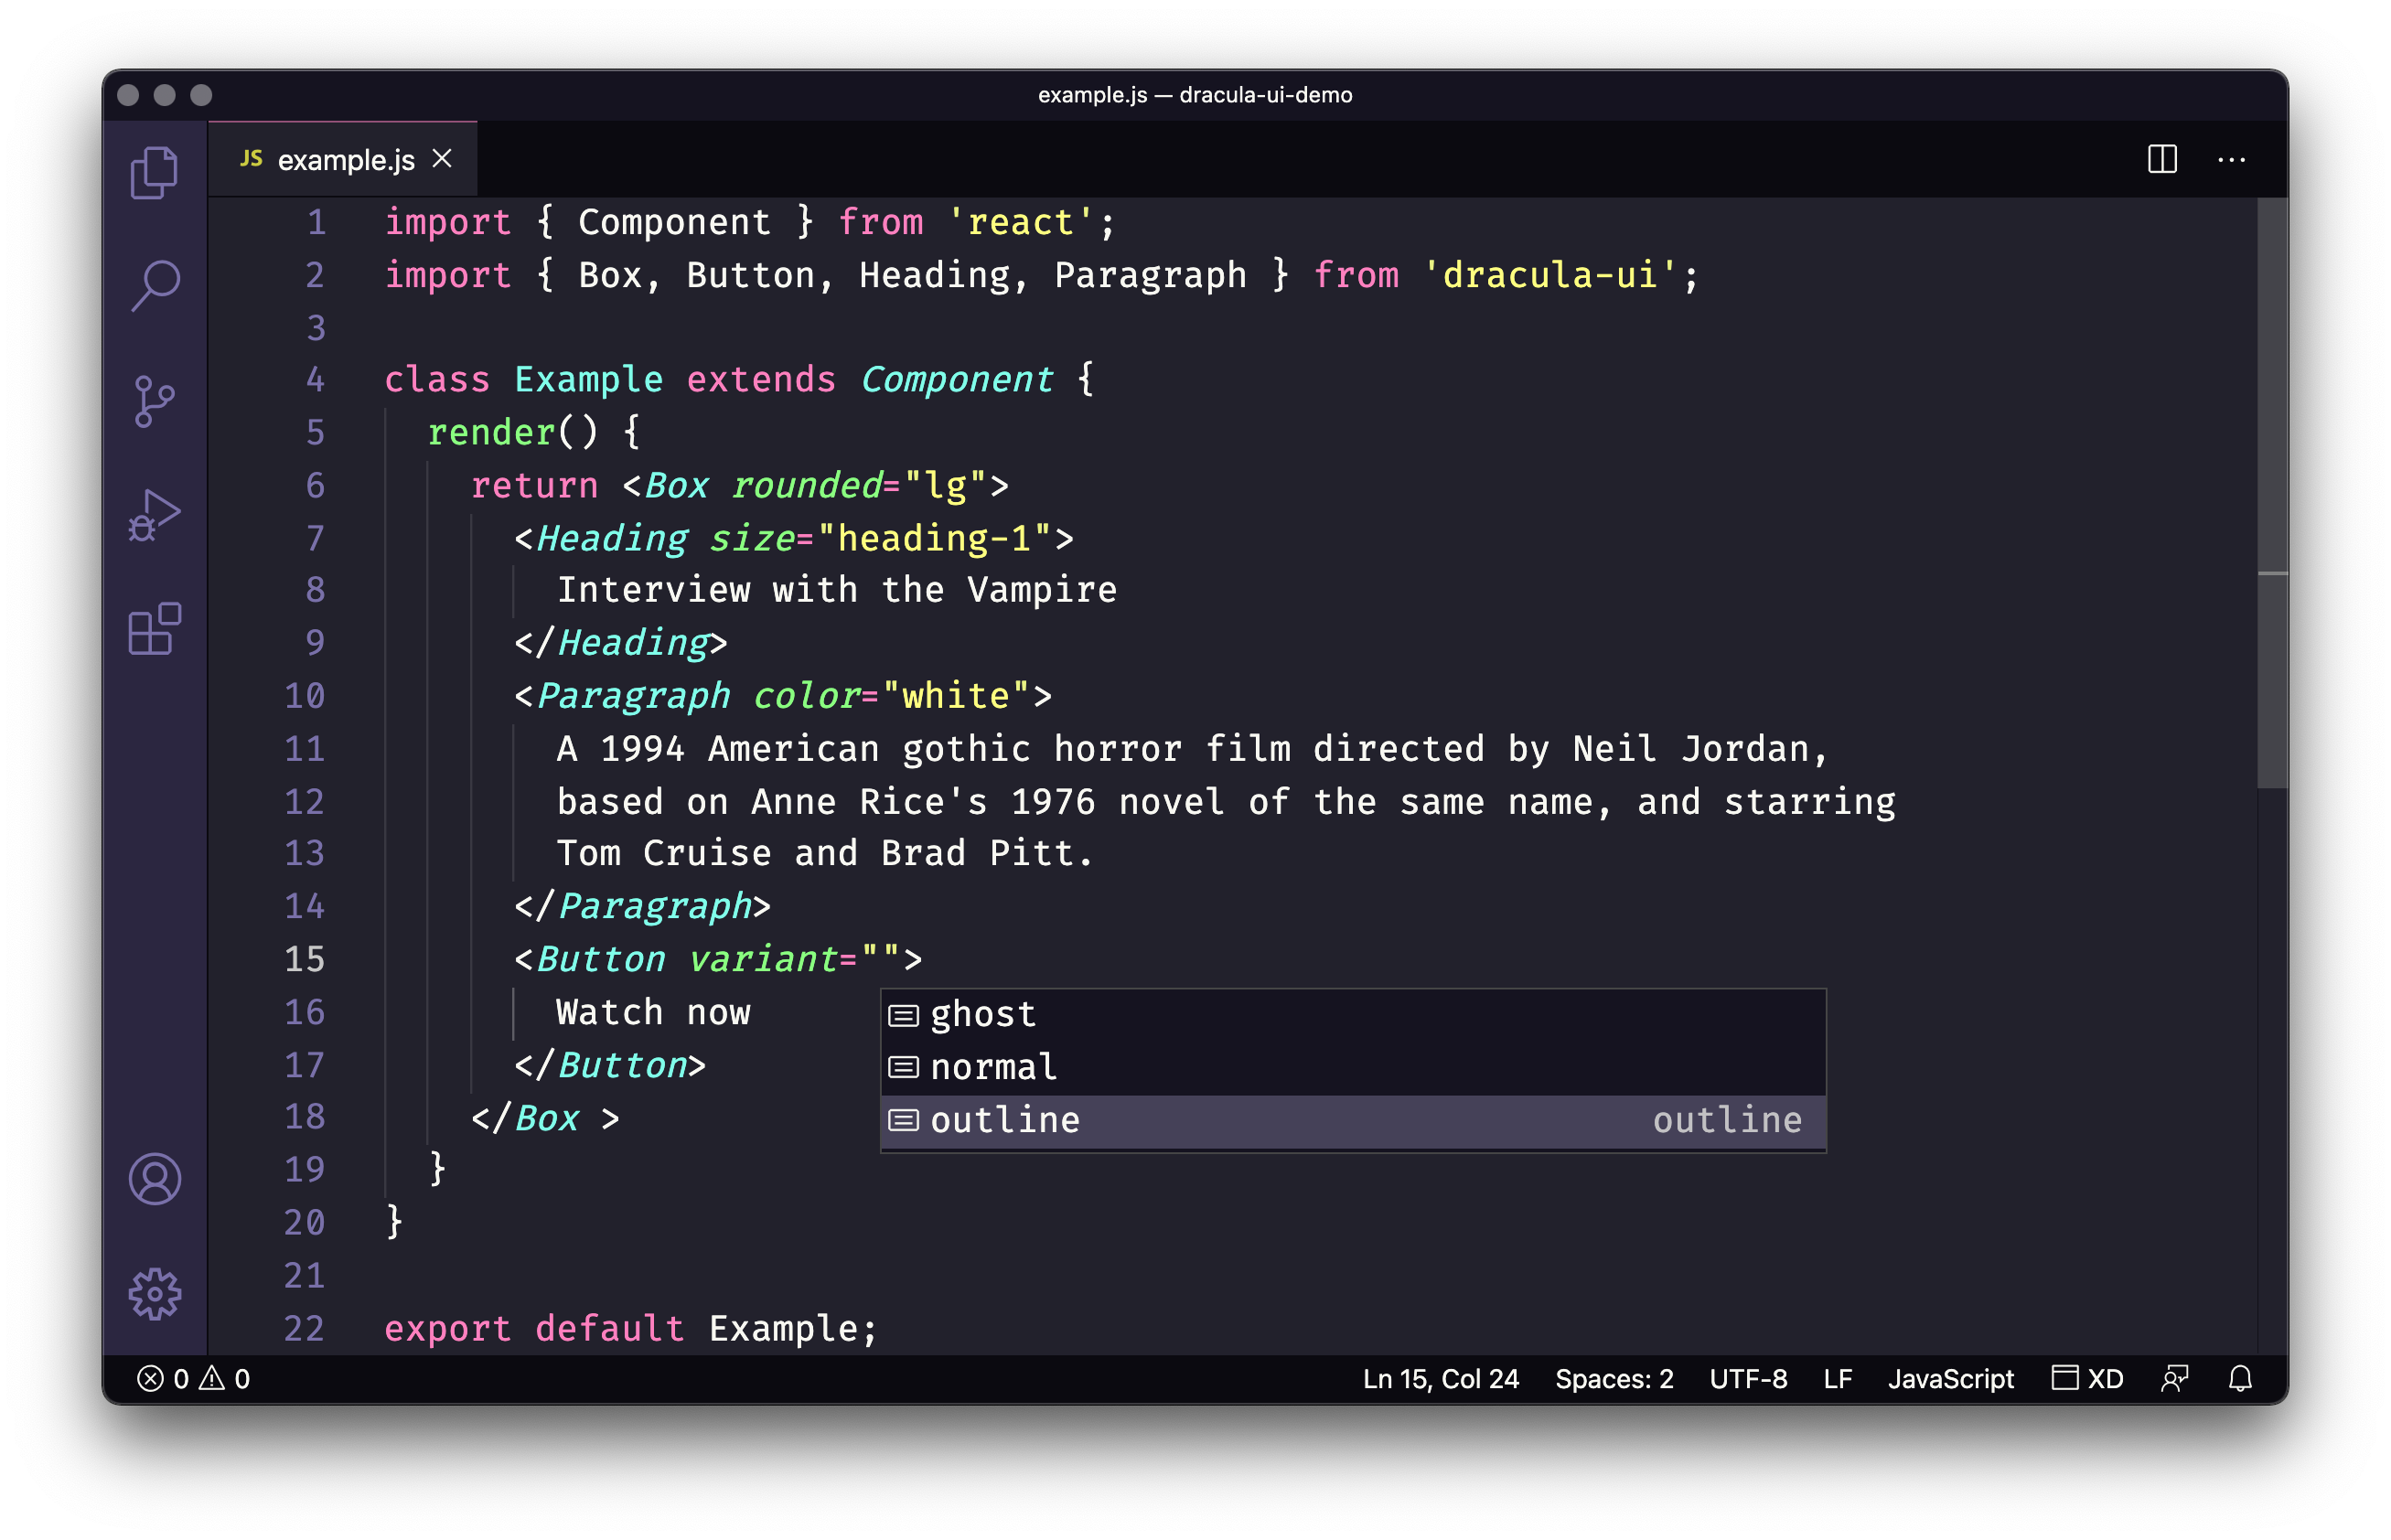 example.js — dracula-ui-demo
JS example.js
1 import { Component } from 'react';
2 import { Box, Button, Heading, Paragraph } from 'dracula-ui';
3
4 class Example extends Component {
5   render() {
6     return <Box rounded="lg">
7       <Heading size="heading-1">
8         Interview with the Vampire
9       </Heading>
10       <Paragraph color="white">
11         A 1994 American gothic horror film directed by Neil Jordan,
12         based on Anne Rice's 1976 novel of the same name, and starring
13         Tom Cruise and Brad Pitt.
14       </Paragraph>
15       <Button variant="">
16         Watch now
ghost
17       </Button>
normal
18     </Box >
outline outline
19   }
20 }
21
22 export default Example;
0 0 Ln 15, Col 24 Spaces: 2 UTF-8 LF JavaScript XD